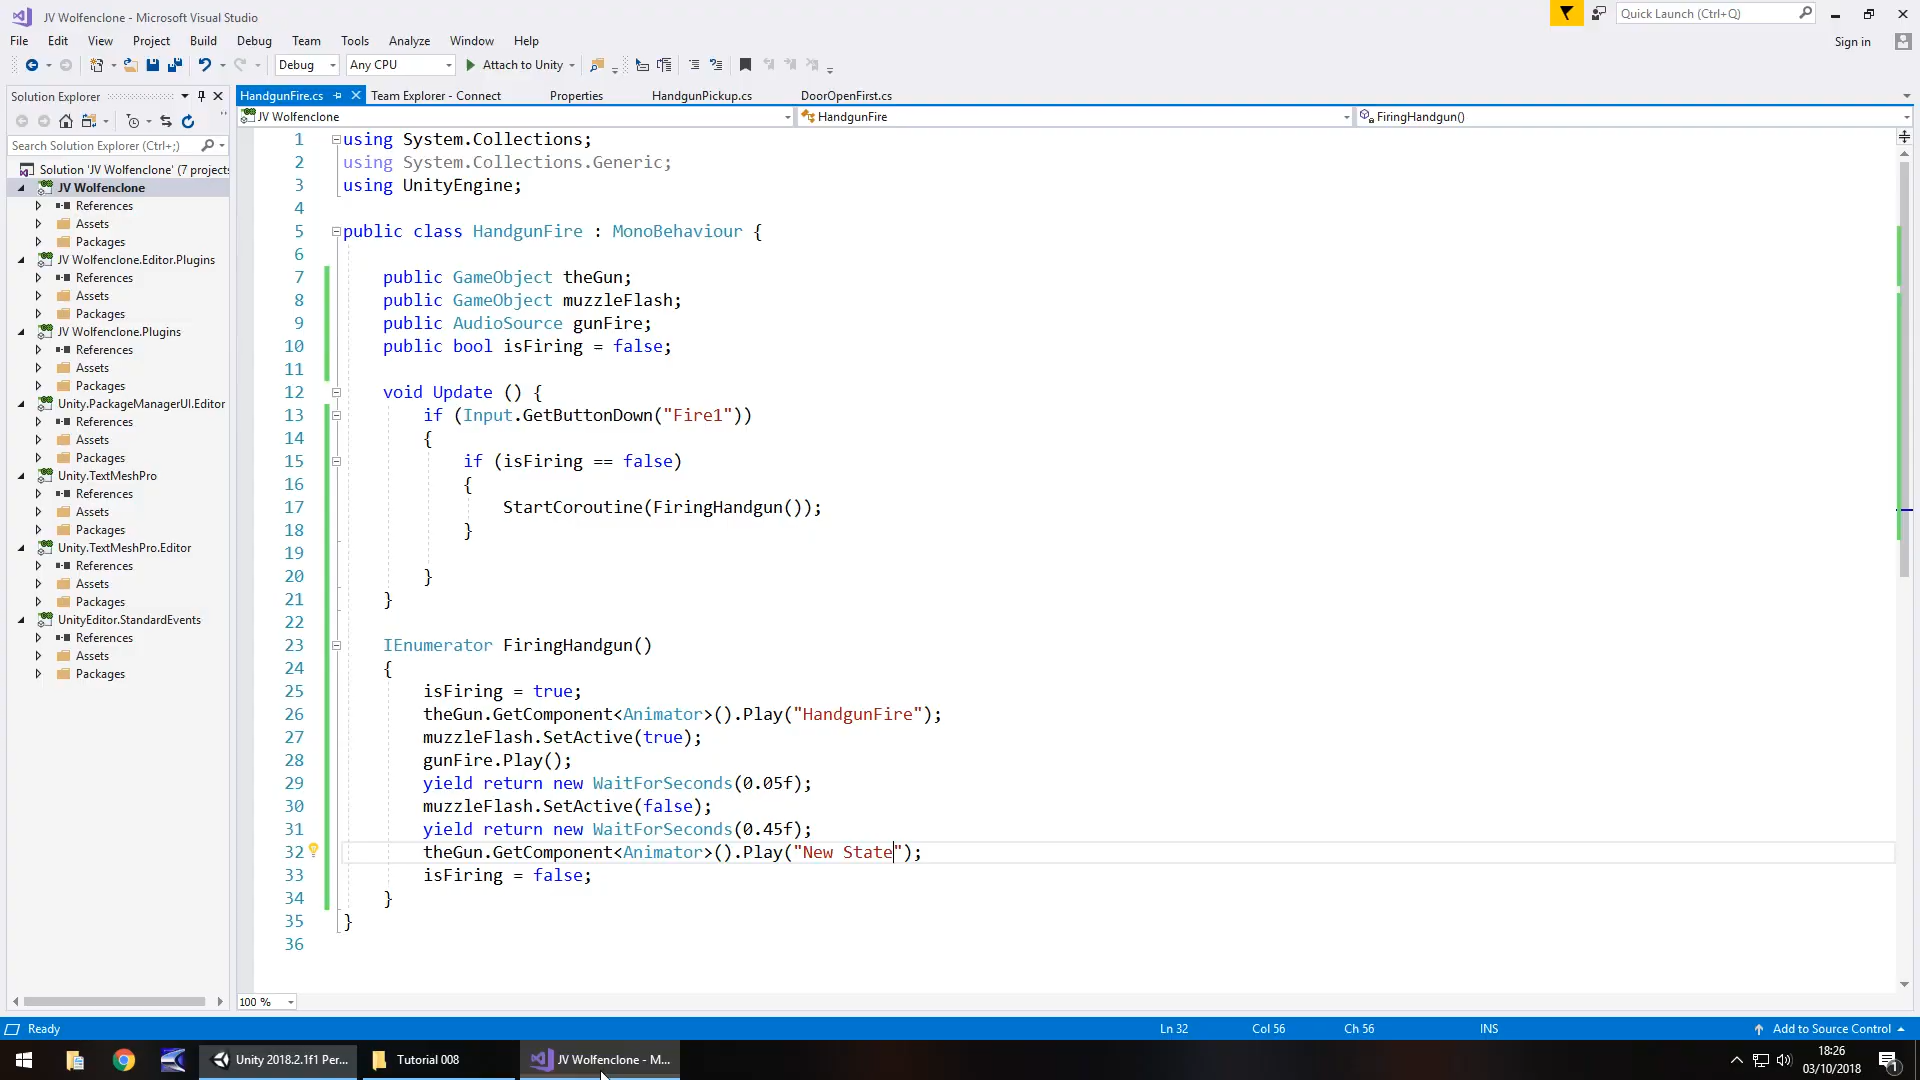 JV Wolfenclone - Microsoft Visual Studio
Quick Launch (Ctrl+Q)
File Edit View Project Build Debug Team Tools Analyze Window Help
Sign in
Debug Any CPU Attach to Unity
Solution Explorer
HandgunFire.cs Team Explorer - Connect Properties HandgunPickup.cs DoorOpenFirst.cs
JV Wolfenclone HandgunFire FiringHandgun()
Search Solution Explorer (Ctrl+;)
Solution 'JV Wolfenclone' (7 projects
JV Wolfenclone
References
Assets
Packages
JV Wolfenclone.Editor.Plugins
References
Assets
Packages
JV Wolfenclone.Plugins
References
Assets
Packages
Unity.PackageManagerUI.Editor
References
Assets
Packages
Unity.TextMeshPro
References
Assets
Packages
Unity.TextMeshPro.Editor
References
Assets
Packages
UnityEditor.StandardEvents
References
Assets
Packages
1 using System.Collections;
2 using System.Collections.Generic;
3 using UnityEngine;
4
5 public class HandgunFire : MonoBehaviour {
6
7 public GameObject theGun;
8 public GameObject muzzleFlash;
9 public AudioSource gunFire;
10 public bool isFiring = false;
11
12 void Update () {
13 if (Input.GetButtonDown("Fire1"))
14 {
15 if (isFiring == false)
16 {
17 StartCoroutine(FiringHandgun());
18 }
19
20 }
21 }
22
23 IEnumerator FiringHandgun()
24 {
25 isFiring = true;
26 theGun.GetComponent<Animator>().Play("HandgunFire");
27 muzzleFlash.SetActive(true);
28 gunFire.Play();
29 yield return new WaitForSeconds(0.05f);
30 muzzleFlash.SetActive(false);
31 yield return new WaitForSeconds(0.45f);
32 theGun.GetComponent<Animator>().Play("New State");
33 isFiring = false;
34 }
35 }
36
100 %
Ready Ln 32 Col 56 Ch 56 INS Add to Source Control
Unity 2018.2.1f1 Per... Tutorial 008 JV Wolfenclone - M...
18:26
03/10/2018
1